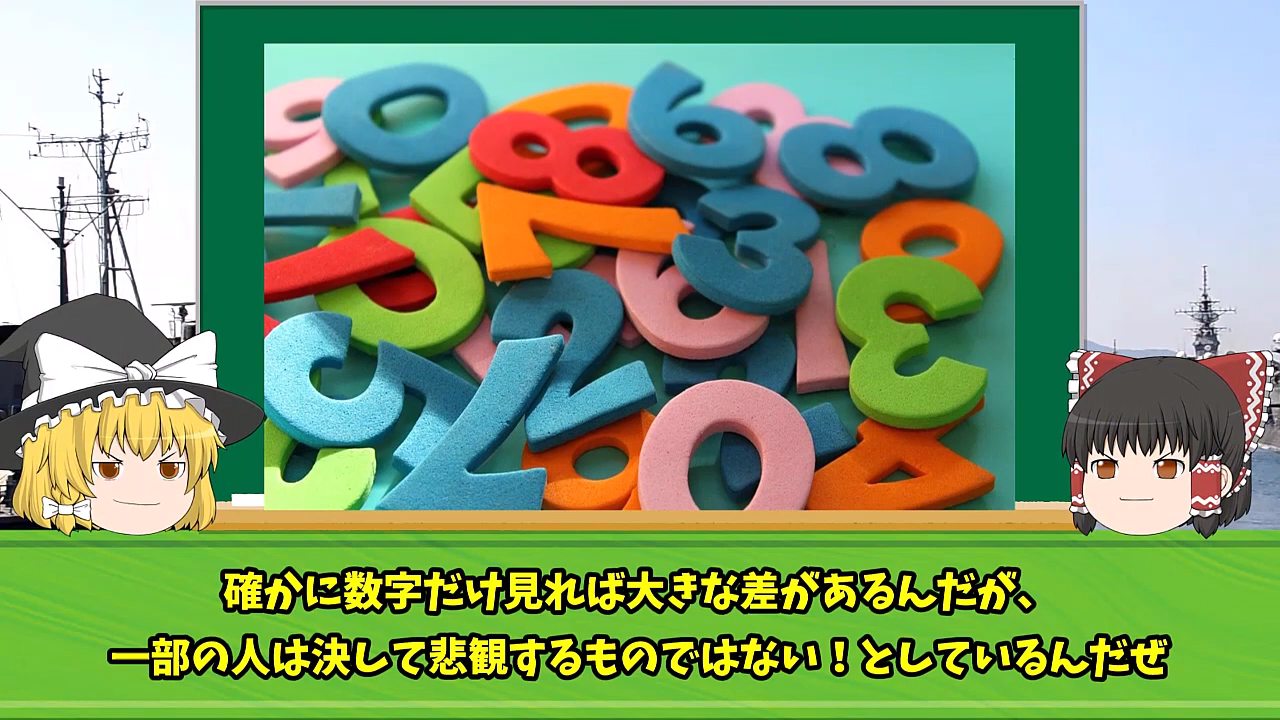 確かに数字だけ見れば大きな差があるんだが、
一部の人は決して悲観するものではない！としているんだぜ